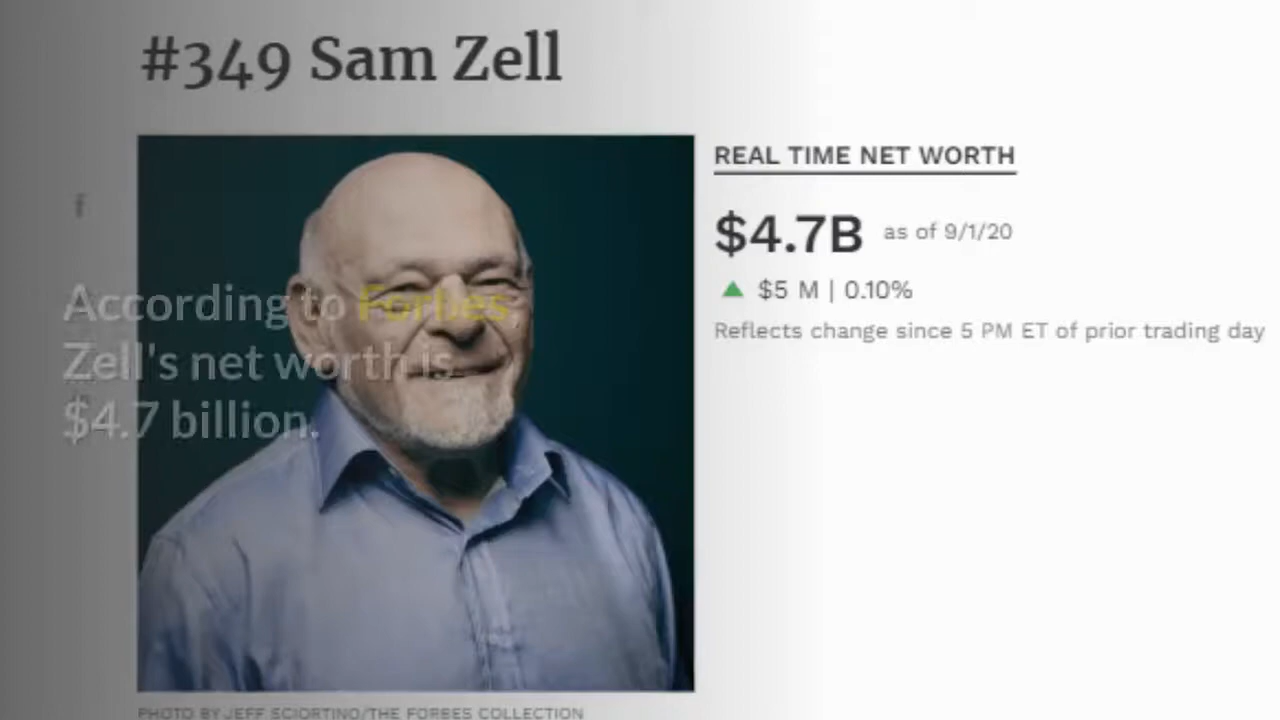 #349 Sam Zell
REAL TIME NET WORTH
$4.7B as of 9/1/20
$5 M | 0.10%
Reflects change since 5 PM ET of prior trading day
According to Forbes
Zell's net worth is
$4.7 billion.
PHOTO BY JEFF SCIORTINO/THE FORBES COLLECTION